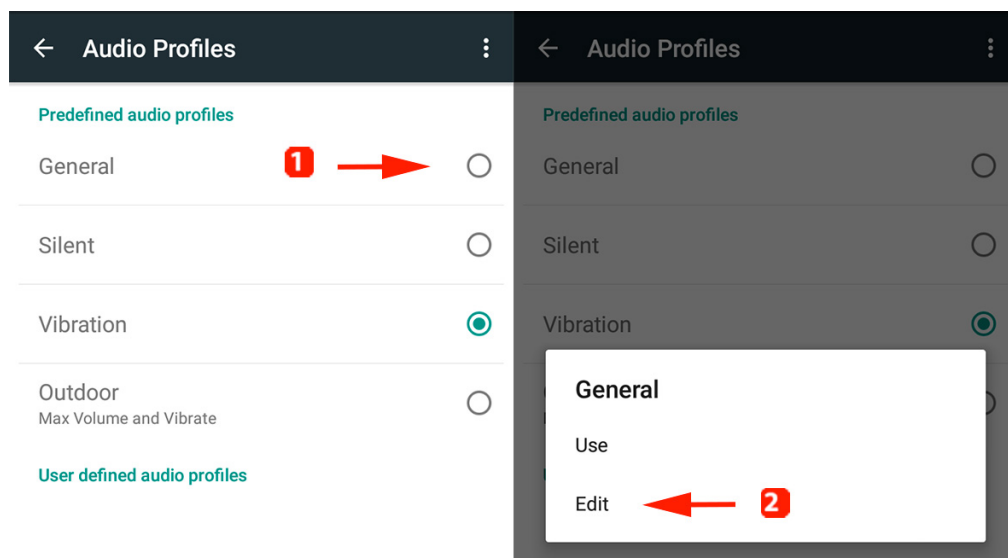 Audio Profiles
Predefined audio profiles
General
1
Silent
Vibration
Outdoor
Max Volume and Vibrate
User defined audio profiles
Audio Profiles
Predefined audio profiles
General
Silent
Vibration
General
Use
Edit
2